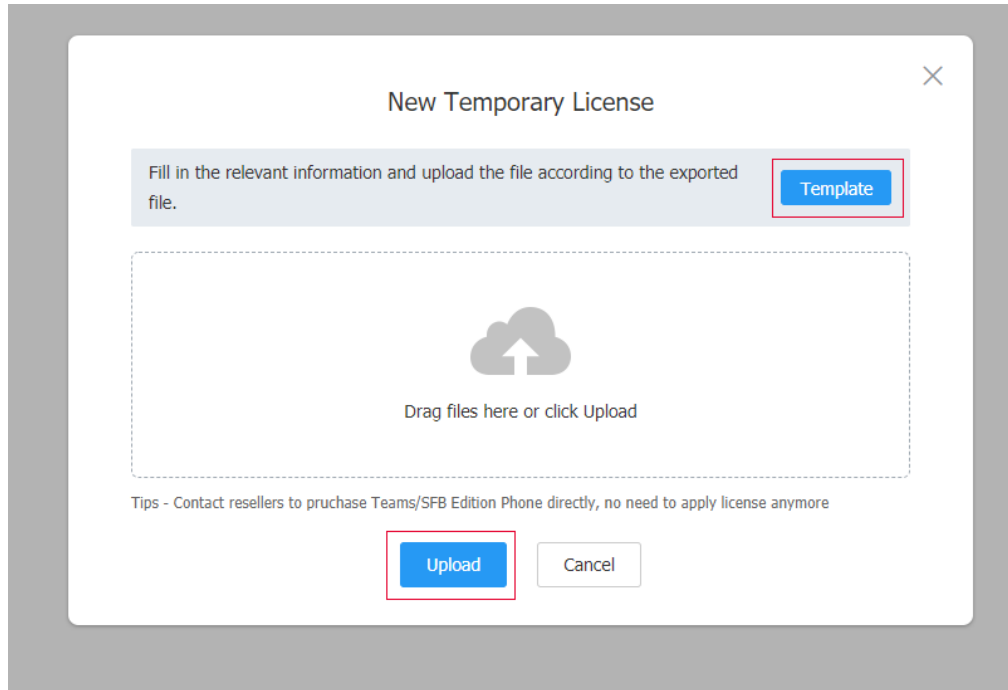 New Temporary License
Fill in the relevant information and upload the file according to the exported
file.
Template
Drag files here or click Upload
Tips - Contact resellers to pruchase Teams/SFB Edition Phone directly, no need to apply license anymore
Upload
Cancel